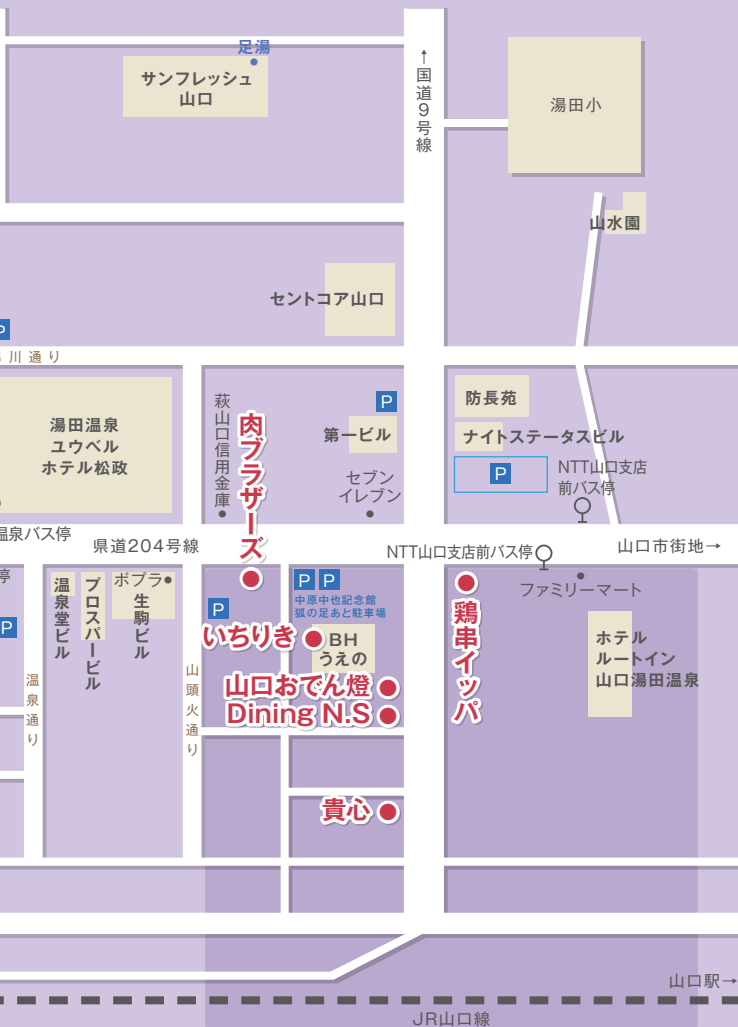 足湯
サンフレッシュ
山口
↑国道9号線
湯田小
山水園
セントコア山口
P
川通り
湯田温泉
ユウベル
ホテル松政
萩山口信用金庫
肉ブラザーズ
P
第一ビル
セブン
イレブン
防長苑
ナイトステータスビル
P
NTT山口支店
前バス停
温泉バス停
県道204号線
NTT山口支店前バス停
山口市街地→
停
温泉堂ビル
プロスパービル
ポプラ
生駒ビル
P
P
P P
中原中也記念館
狐の足あと駐車場
ファミリーマート
いちりき
BH
うえの
鶏串イッパ
ホテル
ルートイン
山口湯田温泉
温泉通り
山頭火通り
山口おでん燈
Dining N.S
貴心
山口駅→
JR山口線